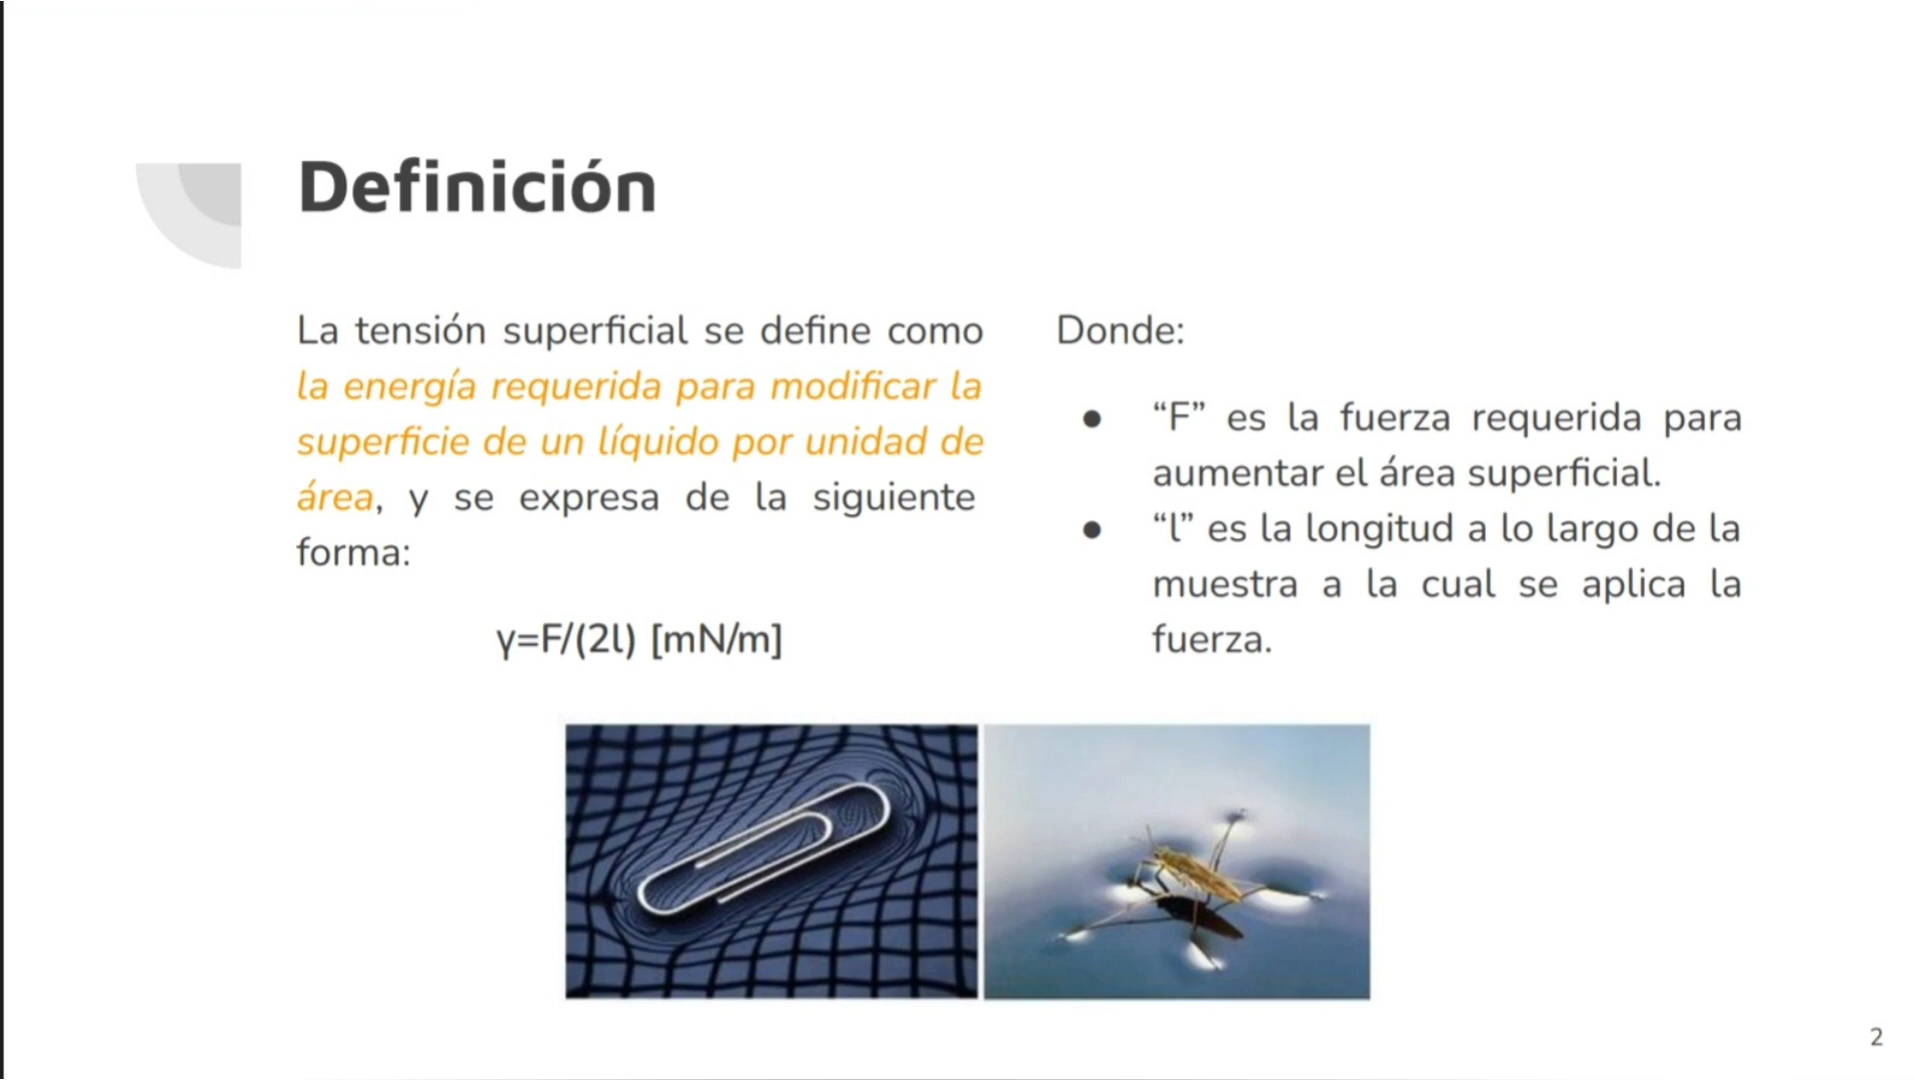 Definición
La tensión superficial se define como
la energía requerida para modificar la
superficie de un líquido por unidad de
área, y se expresa de la siguiente
forma:
γ=F/(2l) [mN/m]
Donde:
● “F” es la fuerza requerida para
aumentar el área superficial.
● “l” es la longitud a lo largo de la
muestra a la cual se aplica la
fuerza.
2